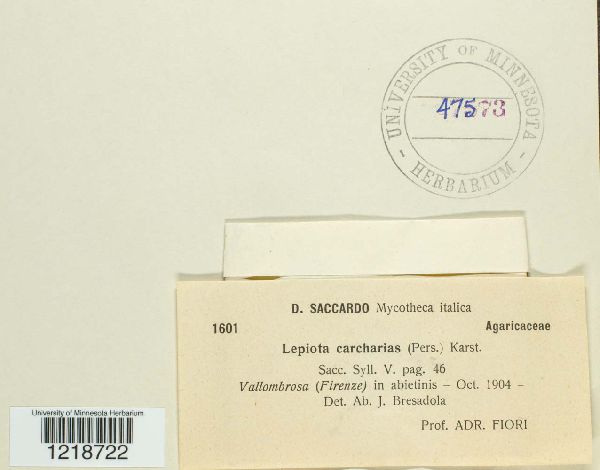 UNIVERSITY OF MINNESOTA
47573
- HERBARIUM -
D. SACCARDO Mycotheca italica
1601 Agaricaceae
Lepiota carcharias (Pers.) Karst.
Sacc. Syll. V. pag. 46
Vallombrosa (Firenze) in abietinis – Oct. 1904 –
Det. Ab. J. Bresadola
Prof. ADR. FIORI
University of Minnesota Herbarium
1218722